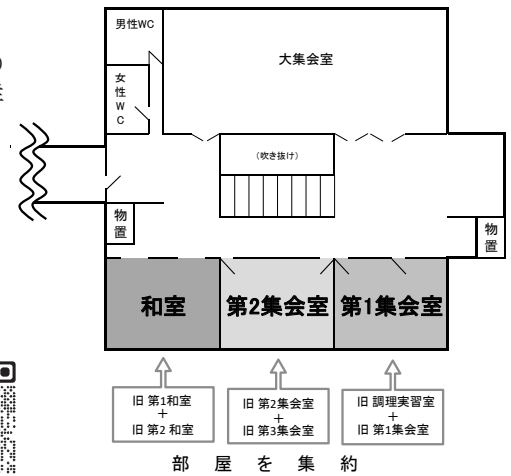 男性WC
女性WC
大集会室
(吹き抜け)
物置
物置
和室
第2集会室
第1集会室
旧 第1和室
+
旧 第2 和室
旧 第2集会室
+
旧 第3集会室
旧 調理実習室
+
旧 第1集会室
部屋を集約